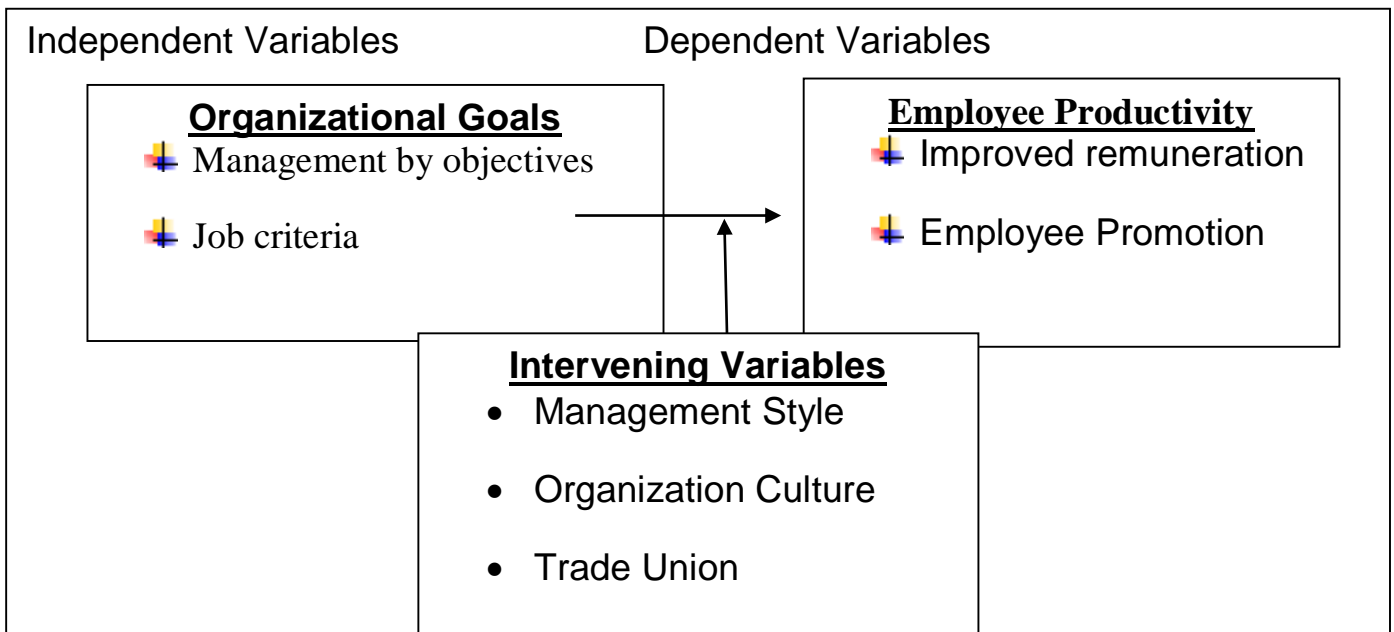 Independent Variables
Dependent Variables
Organizational Goals
Management by objectives
Job criteria
Employee Productivity
Improved remuneration
Employee Promotion
Intervening Variables
• Management Style
• Organization Culture
• Trade Union